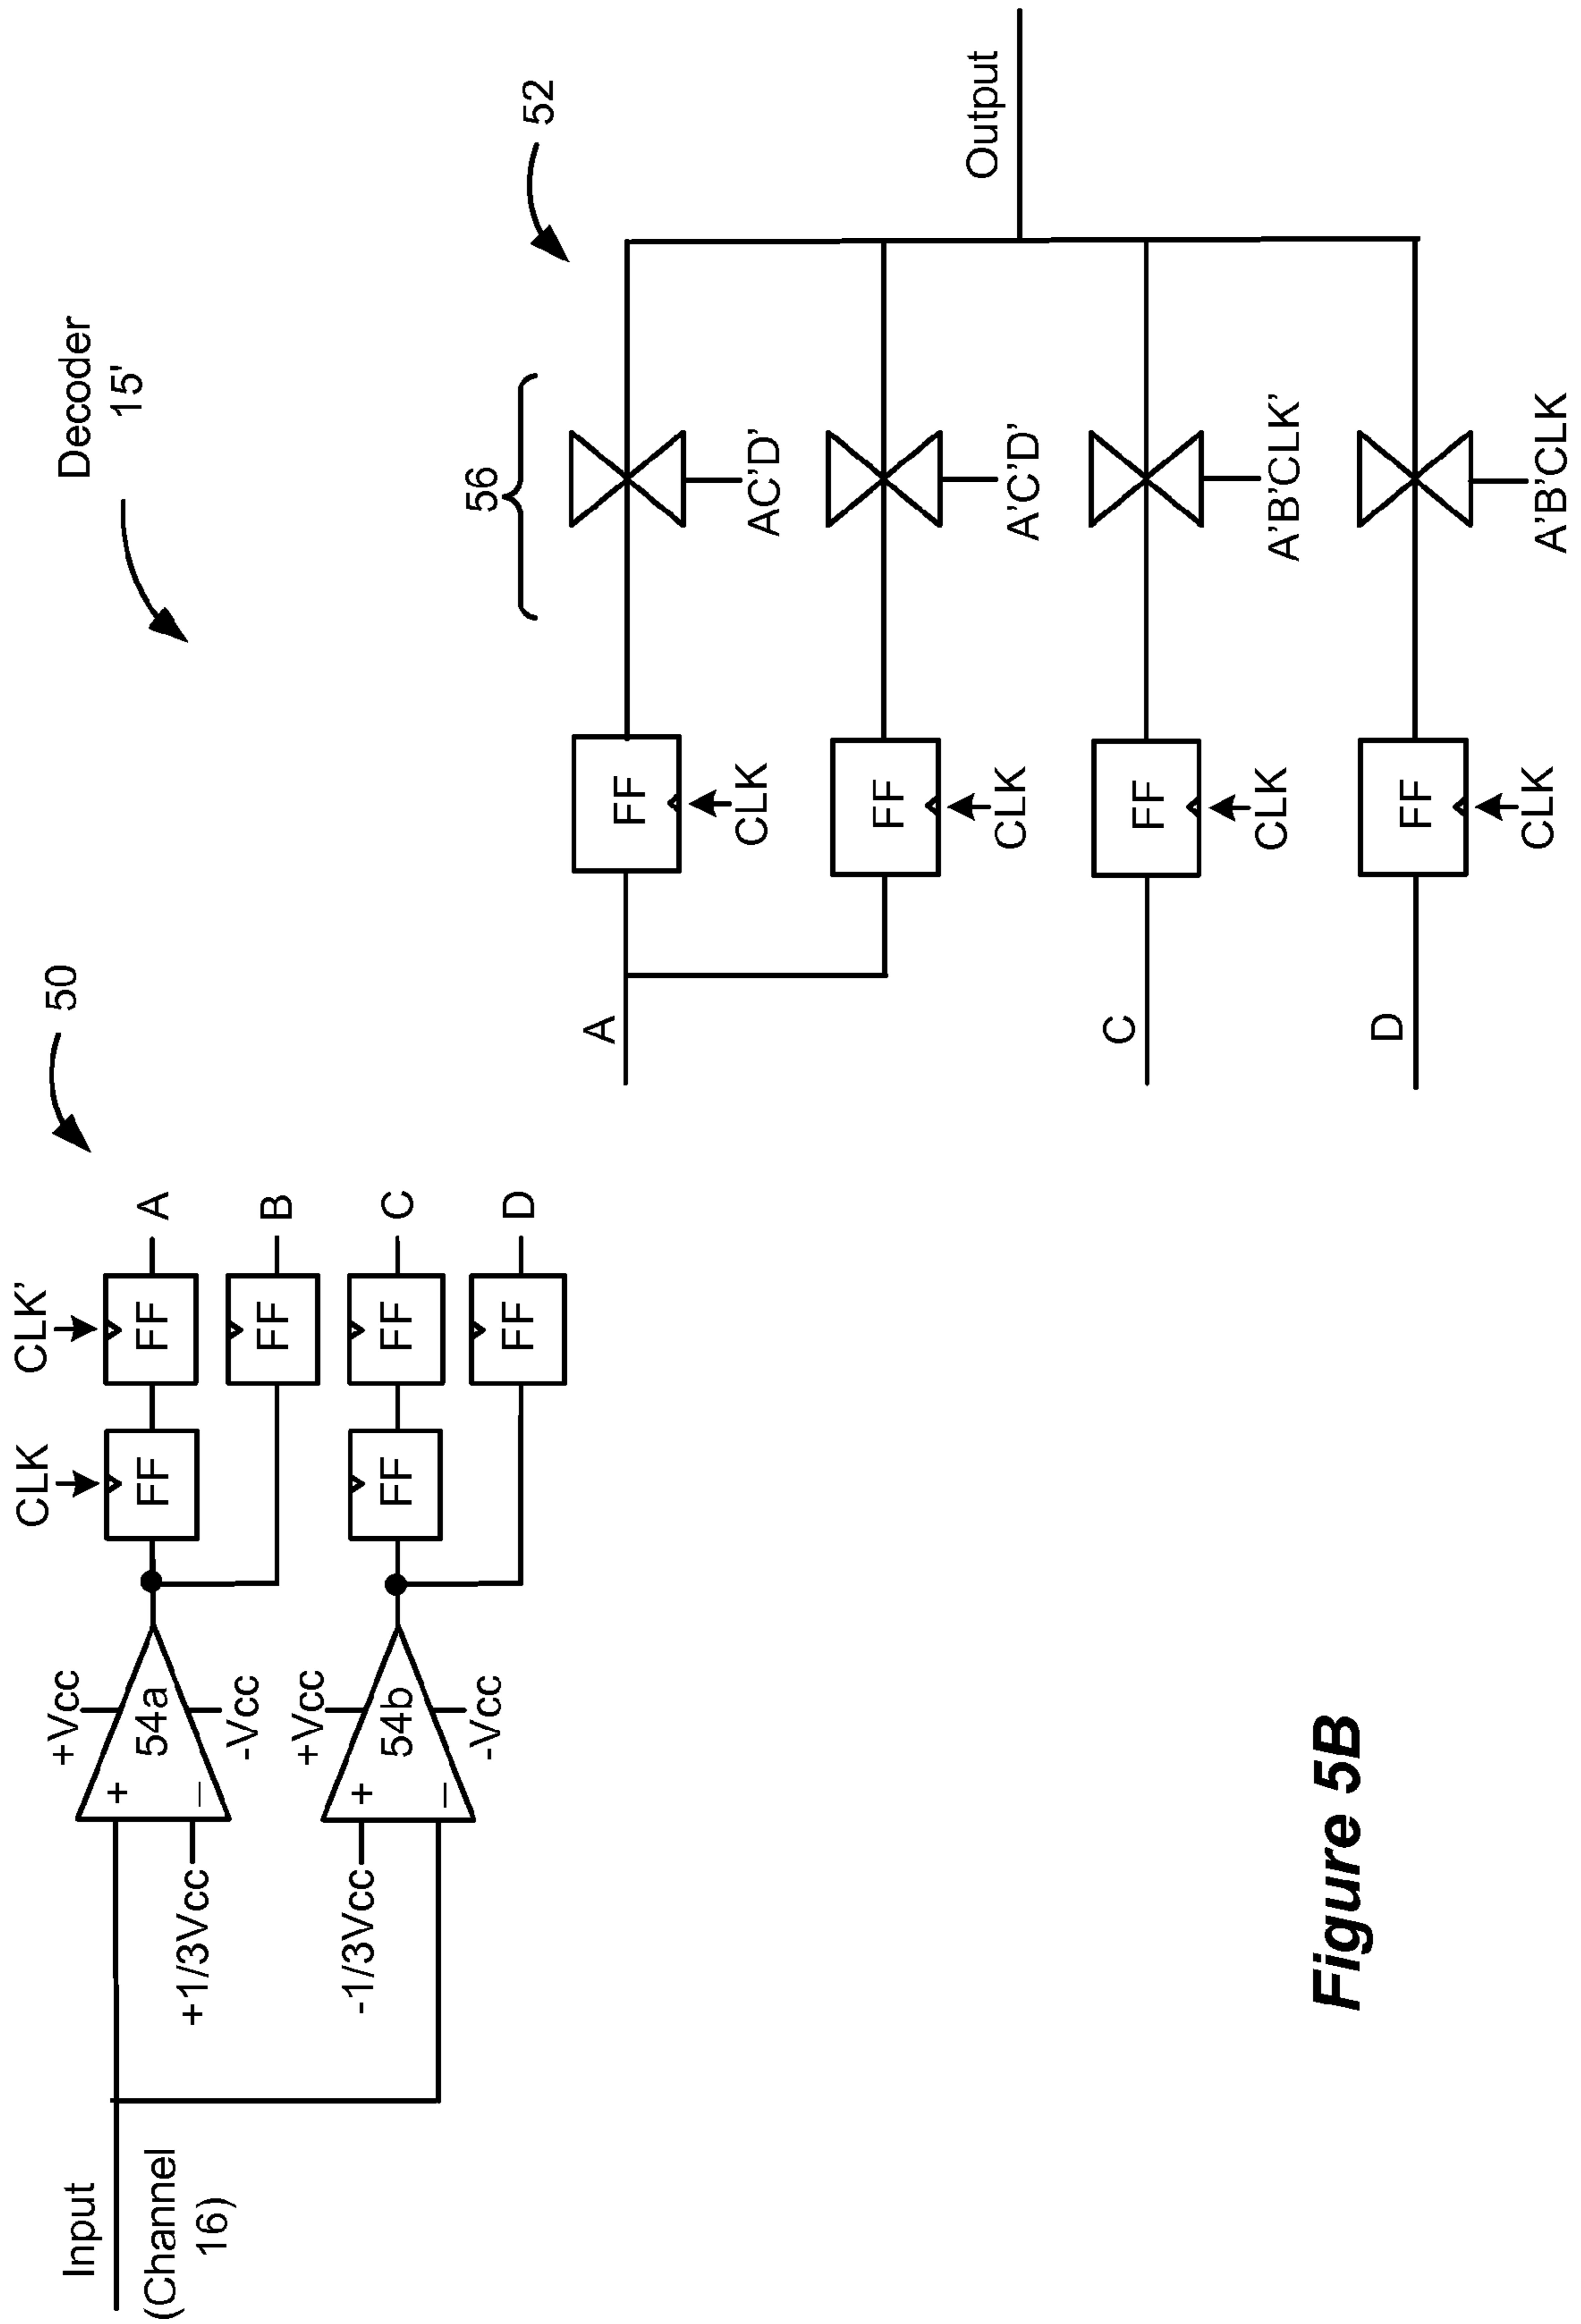 Decoder
15'
50
CLK
CLK'
+Vcc
54a
+
–
-Vcc
FF
FF
A
FF
B
Input
(Channel
16)
+1/3Vcc
-1/3Vcc
+Vcc
54b
+
–
-Vcc
FF
FF
C
FF
D
52
56
A
FF
CLK
AC'D'
FF
CLK
A'C'D'
Output
C
FF
CLK
A'B'CLK'
D
FF
CLK
A'B'CLK
Figure 5B